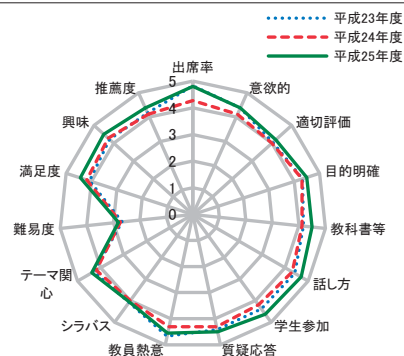 平成23年度
平成24年度
平成25年度
出席率
意欲的
適切評価
目的明確
教科書等
話し方
学生参加
質疑応答
教員熱意
シラバス
テーマ関
心
難易度
満足度
興味
推薦度
5
4
3
2
1
0